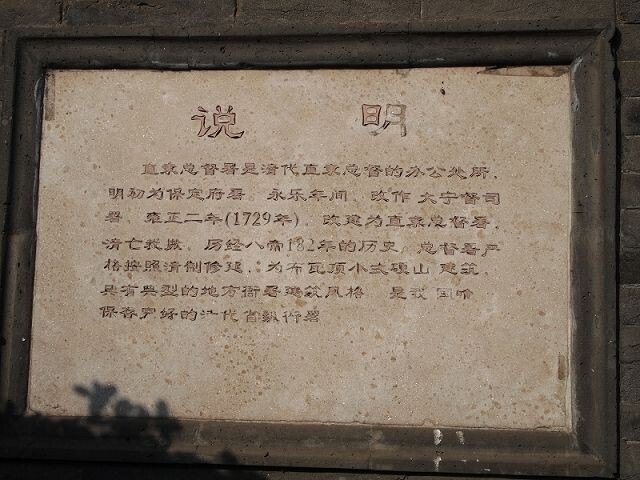 说 明
直隶总督署是清代直隶总督的办公处所，
明初为保定府署，永乐年间，改作 大宁督司
署，雍正二年(1729年)，改建为直隶总督署，
清亡我撤，历经八帝182年的历史，总督署严
格按照清制修建，为布瓦顶小式硬山 建筑，
具有典型的地方衙署建筑风格 是我 国唯
保存完好的清代省级衙署